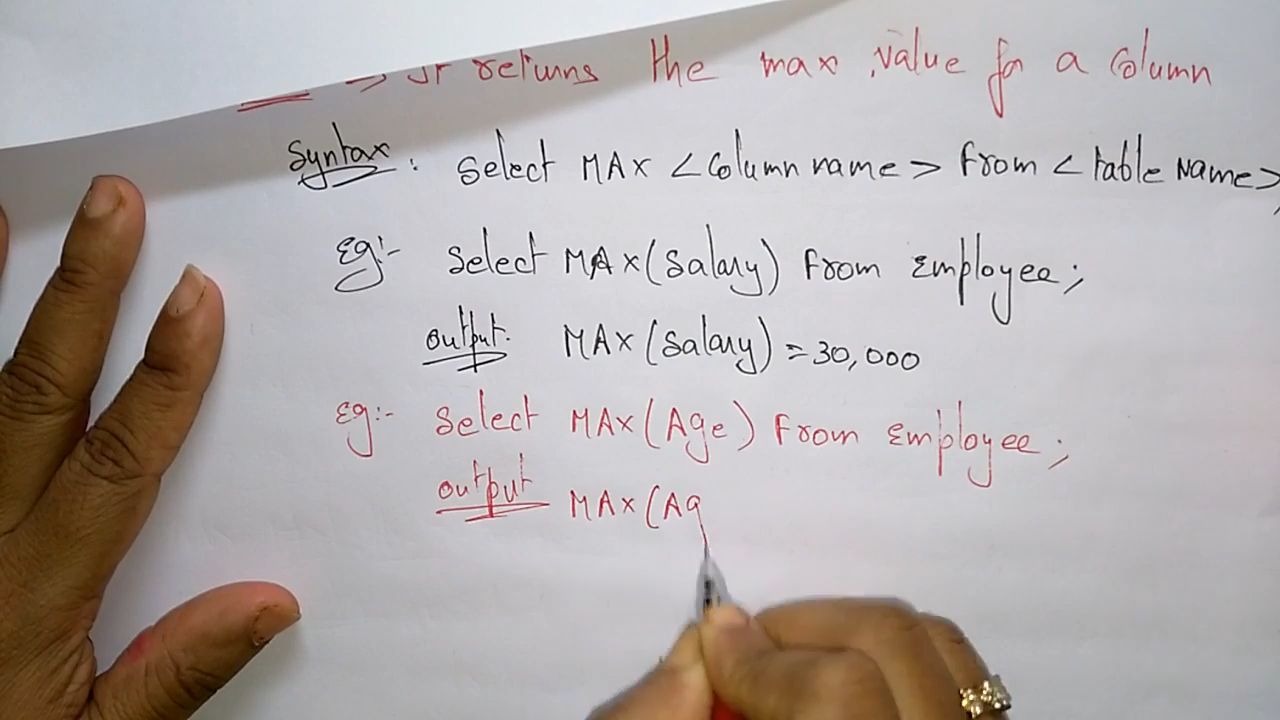 → It returns the max value for a column
Syntax : Select MAX <Column name> From <table Name>;
Eg:- Select MAX(Salary) From Employee;
output. MAX(Salary) = 30,000
Eg:- Select MAX(Age) From Employee;
output MAX(Ag